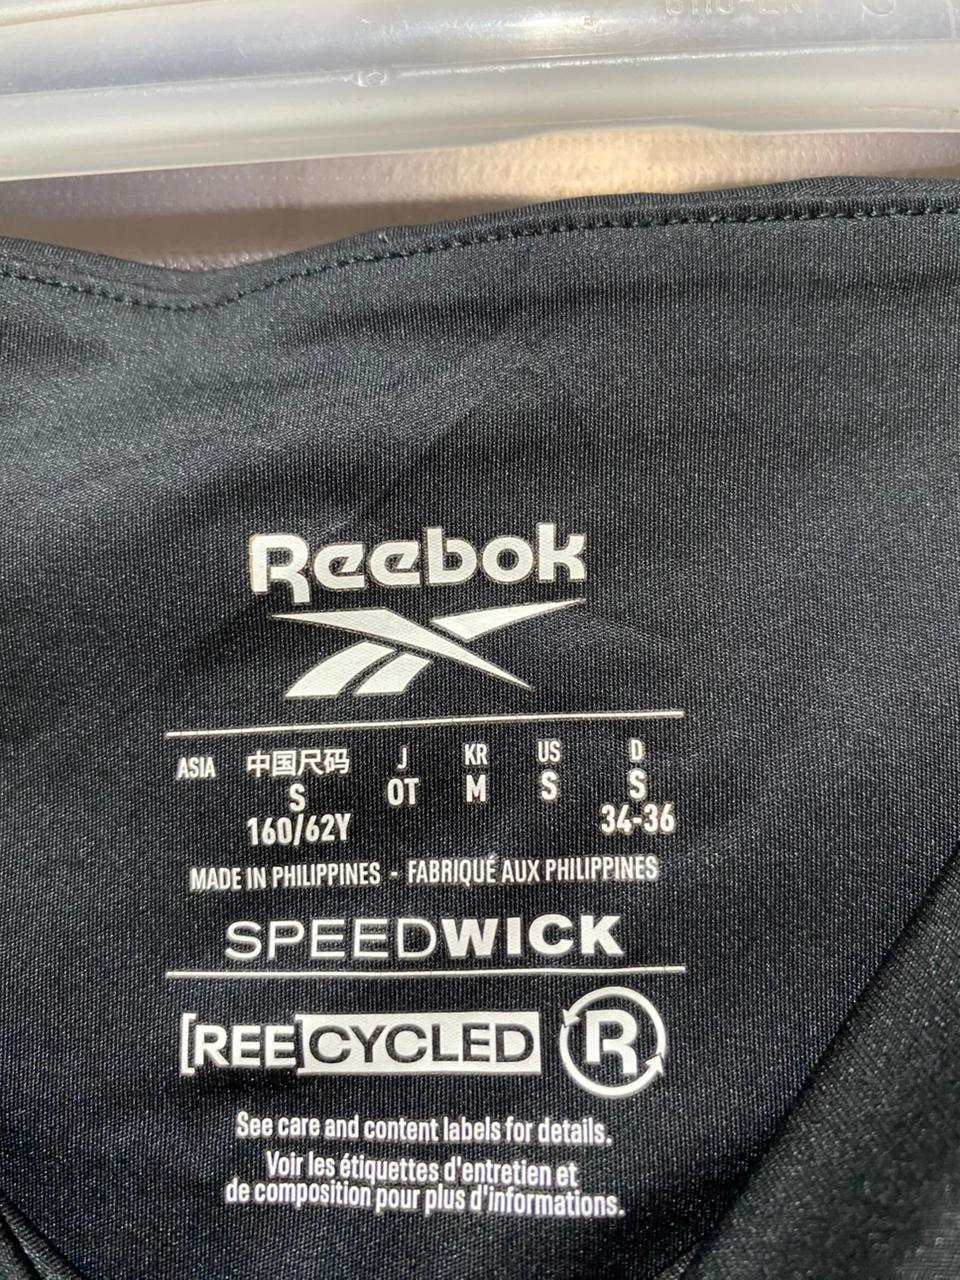 Reebok
ASIA 中国尺码 J KR US D
S OT M S S
160/62Y 34-36
MADE IN PHILIPPINES - FABRIQUÉ AUX PHILIPPINES
SPEEDWICK
[REE]CYCLED R
See care and content labels for details.
Voir les étiquettes d'entretien et
de composition pour plus d'informations.